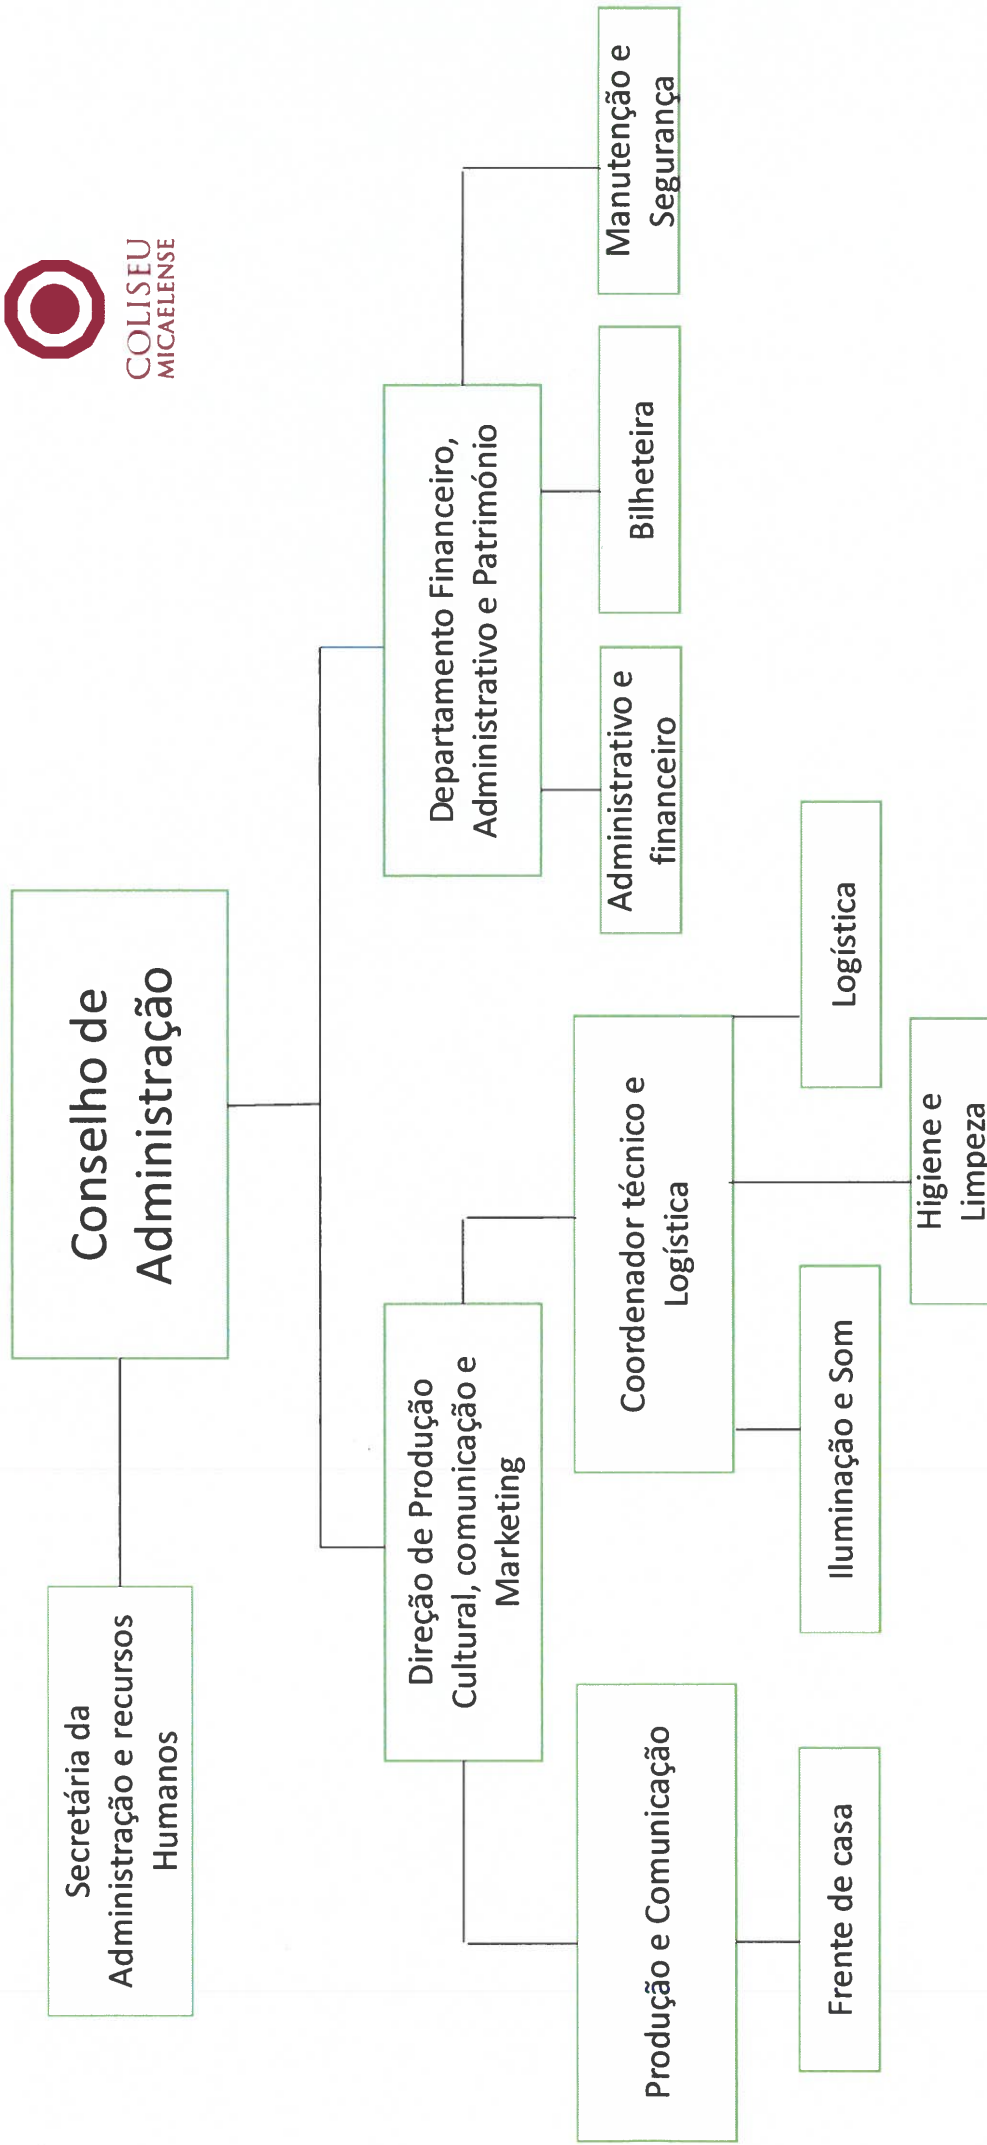 COLISEU
MICAELENSE
Conselho de
Administração
Secretária da
Administração e recursos
Humanos
Direção de Produção
Cultural, comunicação e
Marketing
Departamento Financeiro,
Administrativo e Património
Produção e Comunicação
Coordenador técnico e
Logística
Administrativo e
financeiro
Bilheteira
Manutenção e
Segurança
Frente de casa
Iluminação e Som
Logística
Higiene e
Limpeza